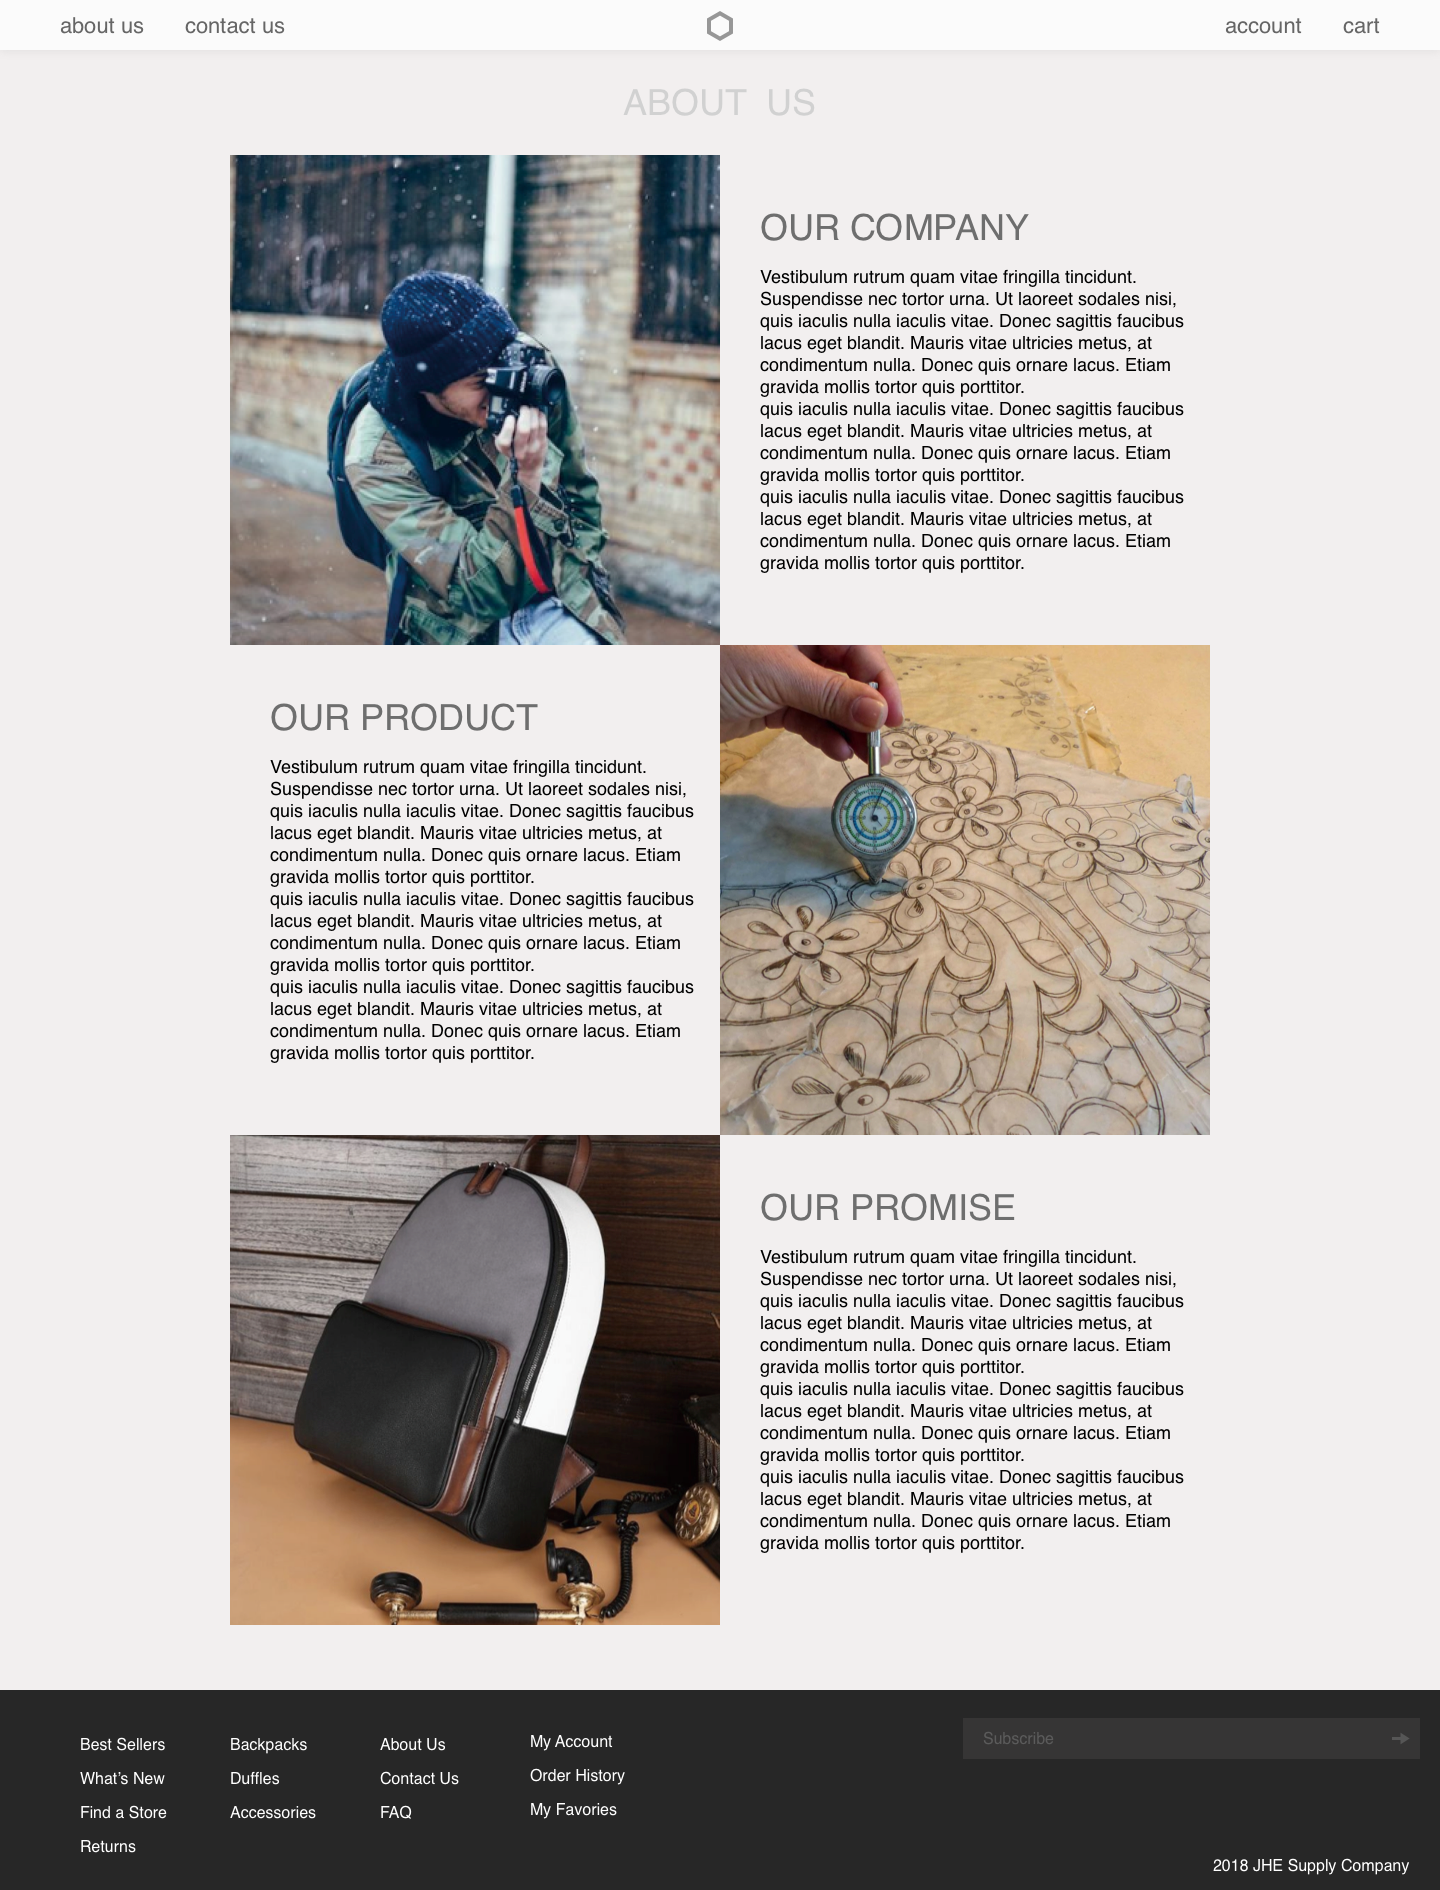 about us
contact us
account
cart
ABOUT US
OUR COMPANY
Vestibulum rutrum quam vitae fringilla tincidunt.
Suspendisse nec tortor urna. Ut laoreet sodales nisi,
quis iaculis nulla iaculis vitae. Donec sagittis faucibus
lacus eget blandit. Mauris vitae ultricies metus, at
condimentum nulla. Donec quis ornare lacus. Etiam
gravida mollis tortor quis porttitor.
quis iaculis nulla iaculis vitae. Donec sagittis faucibus
lacus eget blandit. Mauris vitae ultricies metus, at
condimentum nulla. Donec quis ornare lacus. Etiam
gravida mollis tortor quis porttitor.
quis iaculis nulla iaculis vitae. Donec sagittis faucibus
lacus eget blandit. Mauris vitae ultricies metus, at
condimentum nulla. Donec quis ornare lacus. Etiam
gravida mollis tortor quis porttitor.
OUR PRODUCT
Vestibulum rutrum quam vitae fringilla tincidunt.
Suspendisse nec tortor urna. Ut laoreet sodales nisi,
quis iaculis nulla iaculis vitae. Donec sagittis faucibus
lacus eget blandit. Mauris vitae ultricies metus, at
condimentum nulla. Donec quis ornare lacus. Etiam
gravida mollis tortor quis porttitor.
quis iaculis nulla iaculis vitae. Donec sagittis faucibus
lacus eget blandit. Mauris vitae ultricies metus, at
condimentum nulla. Donec quis ornare lacus. Etiam
gravida mollis tortor quis porttitor.
quis iaculis nulla iaculis vitae. Donec sagittis faucibus
lacus eget blandit. Mauris vitae ultricies metus, at
condimentum nulla. Donec quis ornare lacus. Etiam
gravida mollis tortor quis porttitor.
OUR PROMISE
Vestibulum rutrum quam vitae fringilla tincidunt.
Suspendisse nec tortor urna. Ut laoreet sodales nisi,
quis iaculis nulla iaculis vitae. Donec sagittis faucibus
lacus eget blandit. Mauris vitae ultricies metus, at
condimentum nulla. Donec quis ornare lacus. Etiam
gravida mollis tortor quis porttitor.
quis iaculis nulla iaculis vitae. Donec sagittis faucibus
lacus eget blandit. Mauris vitae ultricies metus, at
condimentum nulla. Donec quis ornare lacus. Etiam
gravida mollis tortor quis porttitor.
quis iaculis nulla iaculis vitae. Donec sagittis faucibus
lacus eget blandit. Mauris vitae ultricies metus, at
condimentum nulla. Donec quis ornare lacus. Etiam
gravida mollis tortor quis porttitor.
Best Sellers
What's New
Find a Store
Returns
Backpacks
Duffles
Accessories
About Us
Contact Us
FAQ
My Account
Order History
My Favories
Subscribe
2018 JHE Supply Company